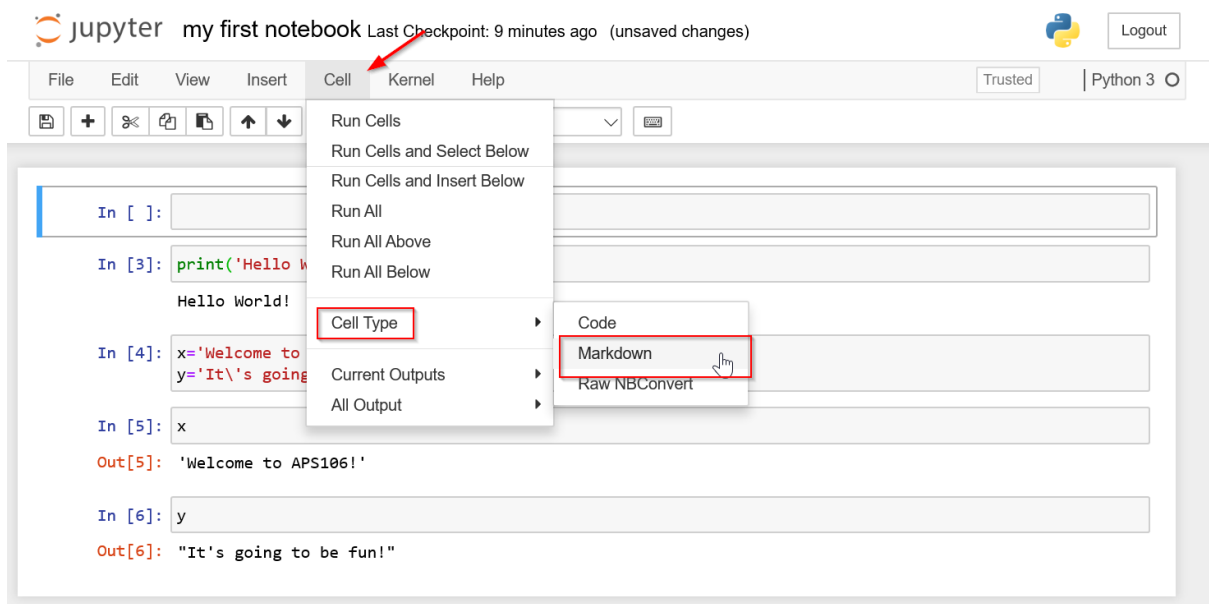 jupyter my first notebook Last Checkpoint: 9 minutes ago (unsaved changes) Logout
File Edit View Insert Cell Kernel Help Trusted Python 3
Run Cells
Run Cells and Select Below
Run Cells and Insert Below
Run All
Run All Above
Run All Below
Cell Type
Current Outputs
All Output
Code
Markdown
Raw NBConvert
In [ ]:
In [3]: print('Hello W
Hello World!
In [4]: x='Welcome to
y='It\'s going
In [5]: x
Out[5]: 'Welcome to APS106!'
In [6]: y
Out[6]: "It's going to be fun!"